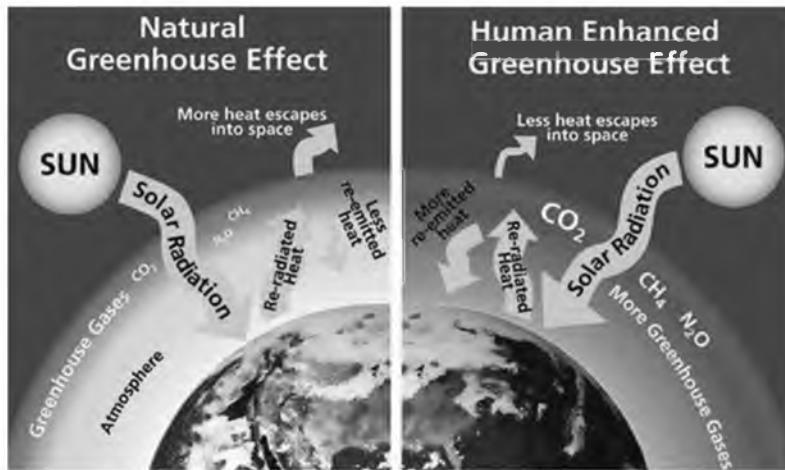 Natural
Greenhouse Effect
More heat escapes
into space
SUN
Solar Radiation
CH₄
N₂O
CO₂
Less
re-emitted
heat
Re-radiated
Heat
Greenhouse Gases
Atmosphere
Human Enhanced
Greenhouse Effect
Less heat escapes
into space
SUN
More
re-emitted
heat
CO₂
Re-radiated
Heat
Solar Radiation
CH₄
N₂O
More Greenhouse Gases